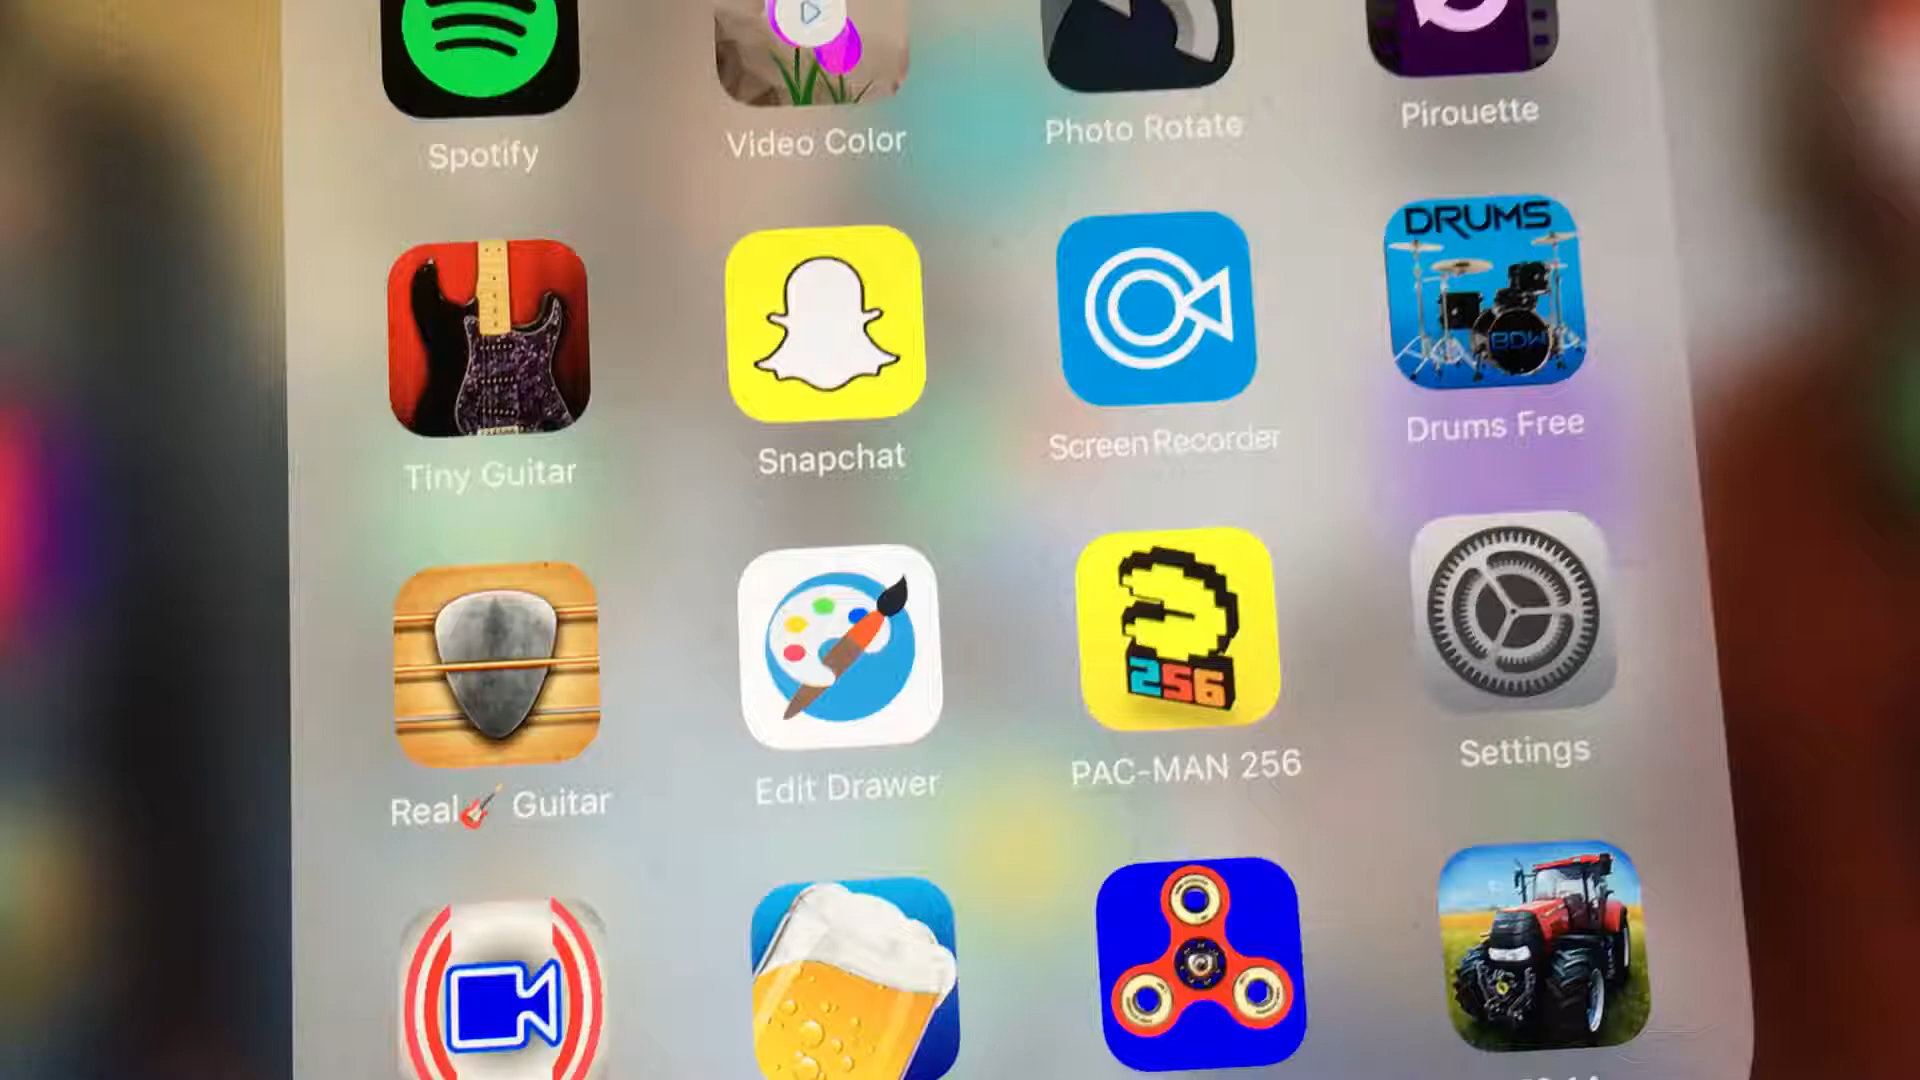 Spotify
Video Color
Photo Rotate
Pirouette
DRUMS
BDW
Tiny Guitar
Snapchat
Screen Recorder
Drums Free
256
Real🎸 Guitar
Edit Drawer
PAC-MAN 256
Settings